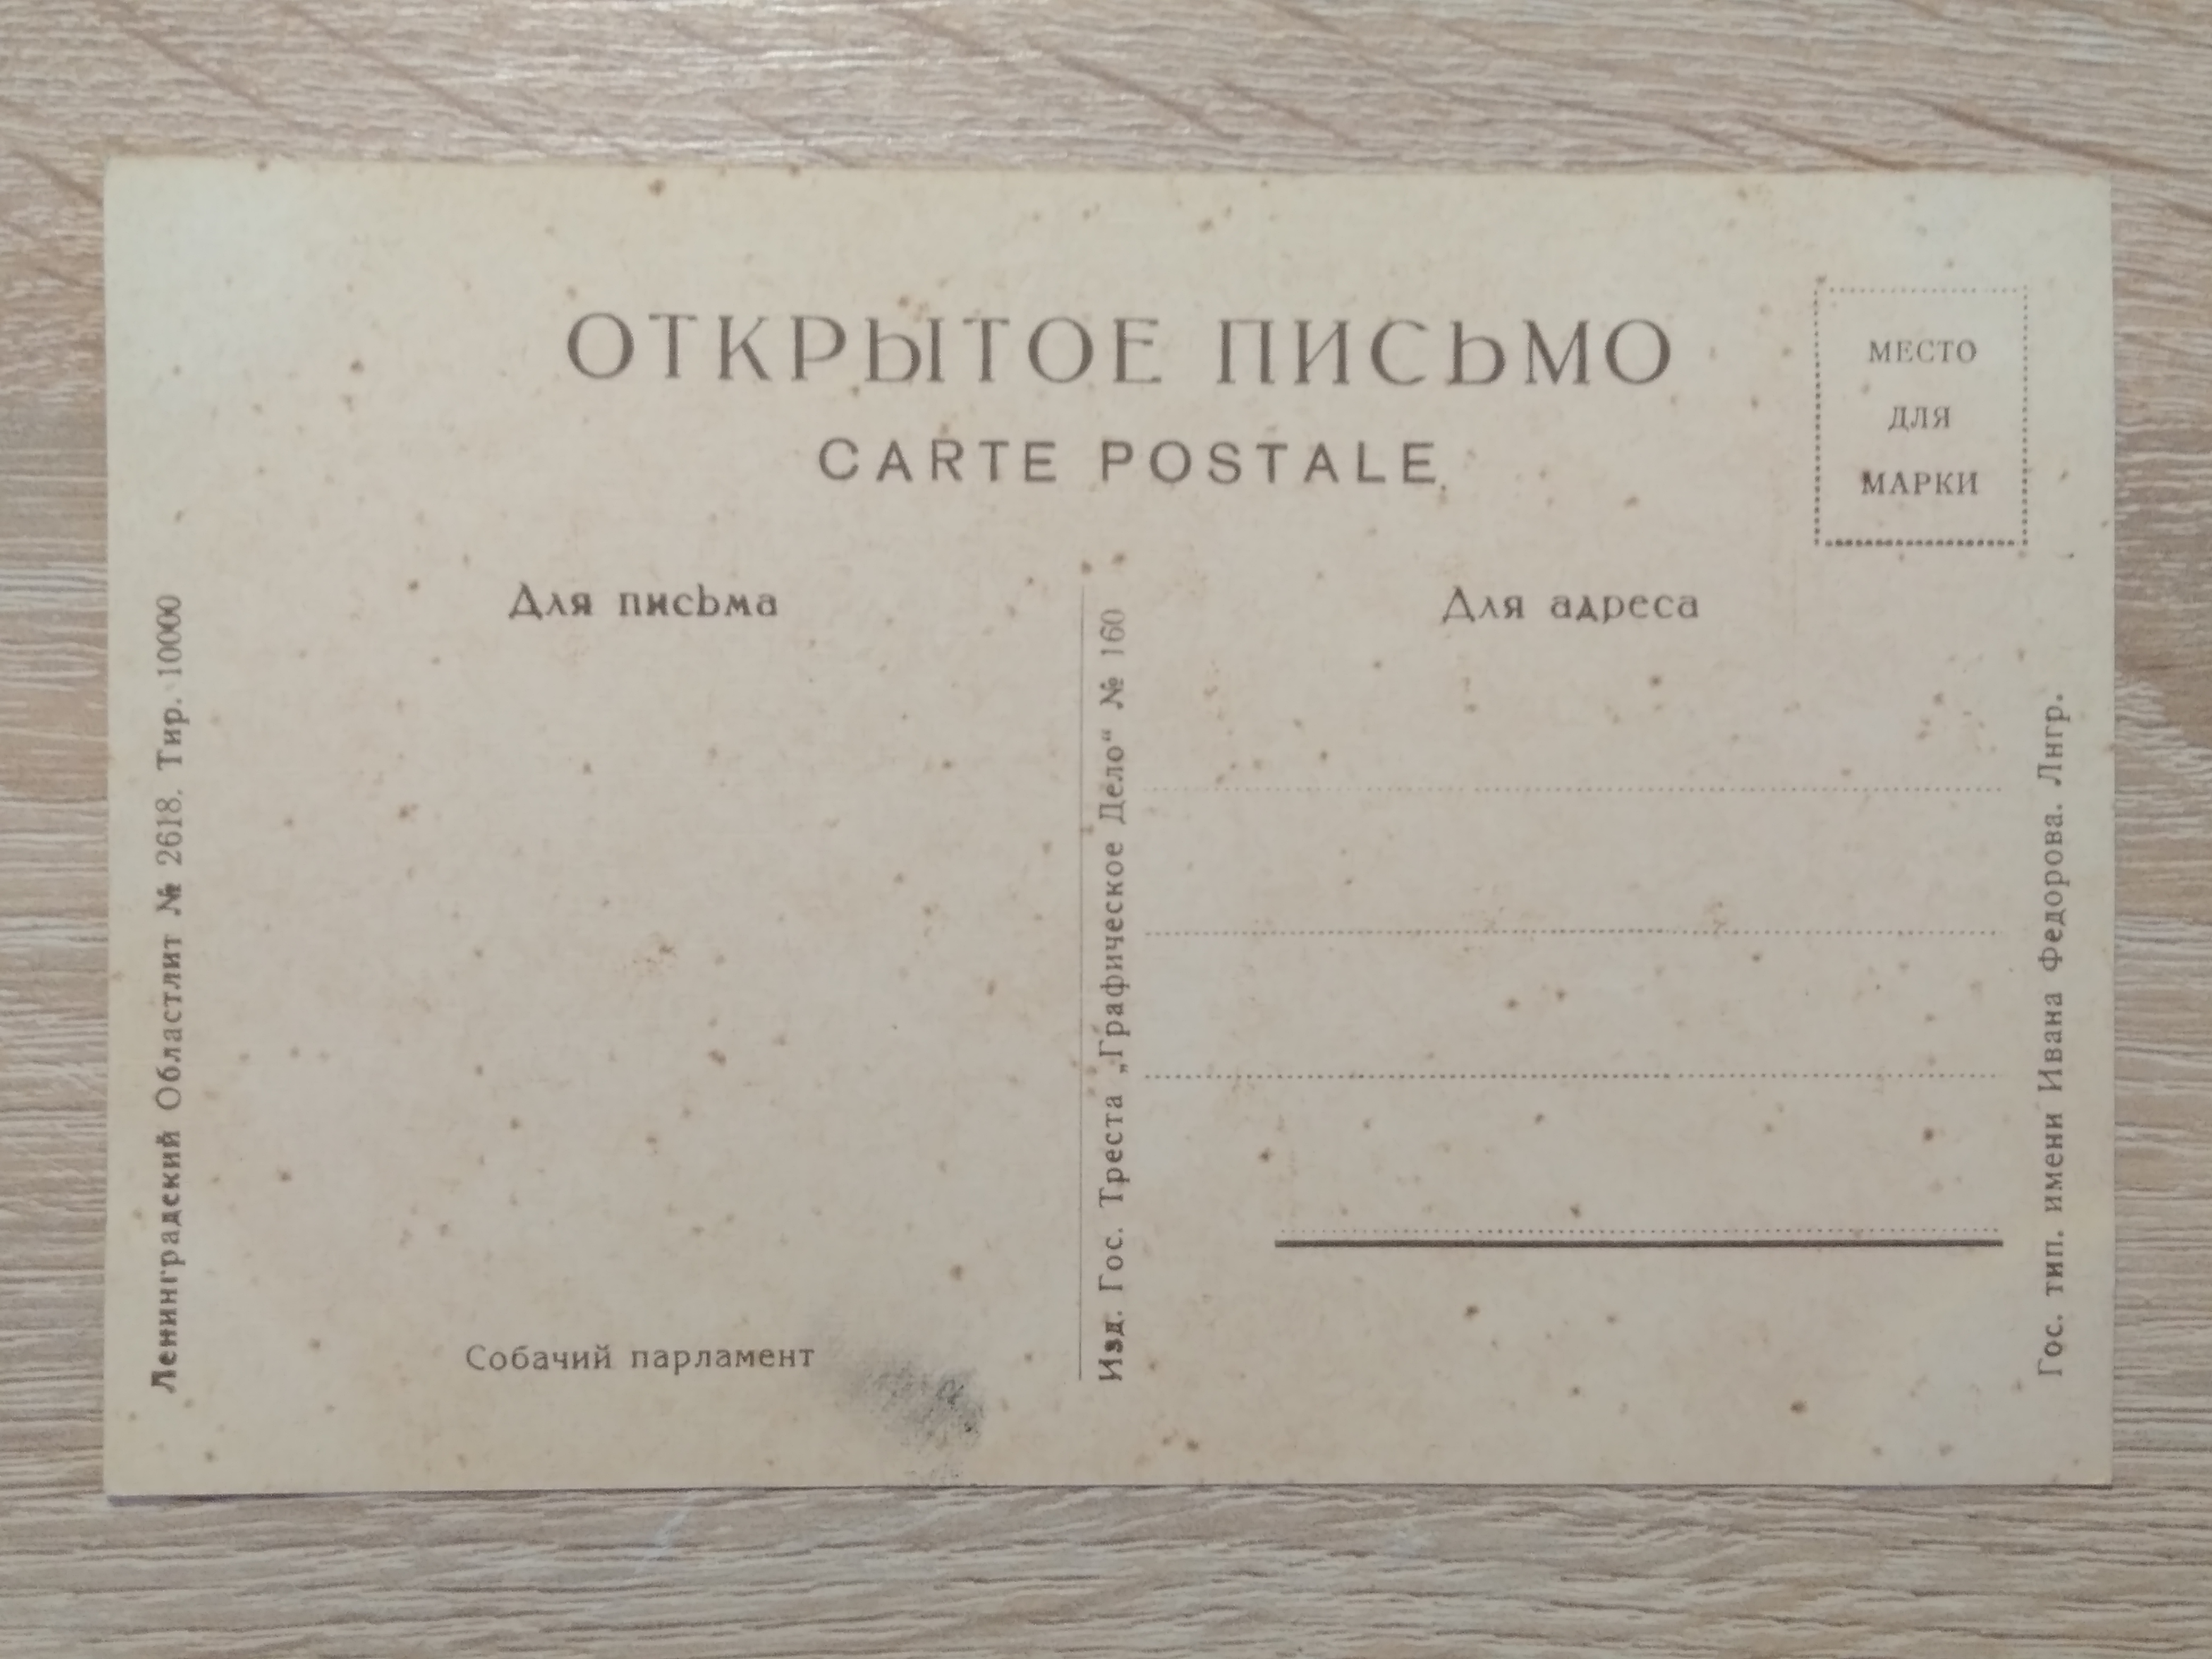 ОТКРЫТОЕ ПИСЬМО
CARTE POSTALE
МЕСТО
ДЛЯ
МАРКИ
Для письма
Для адреса
Ленинградский Областлит № 2618. Тир. 10000
Изд. Гос. Треста „Графическое Дело“ № 160
Гос. тип. имени Ивана Федорова. Лнгр.
Собачий парламент